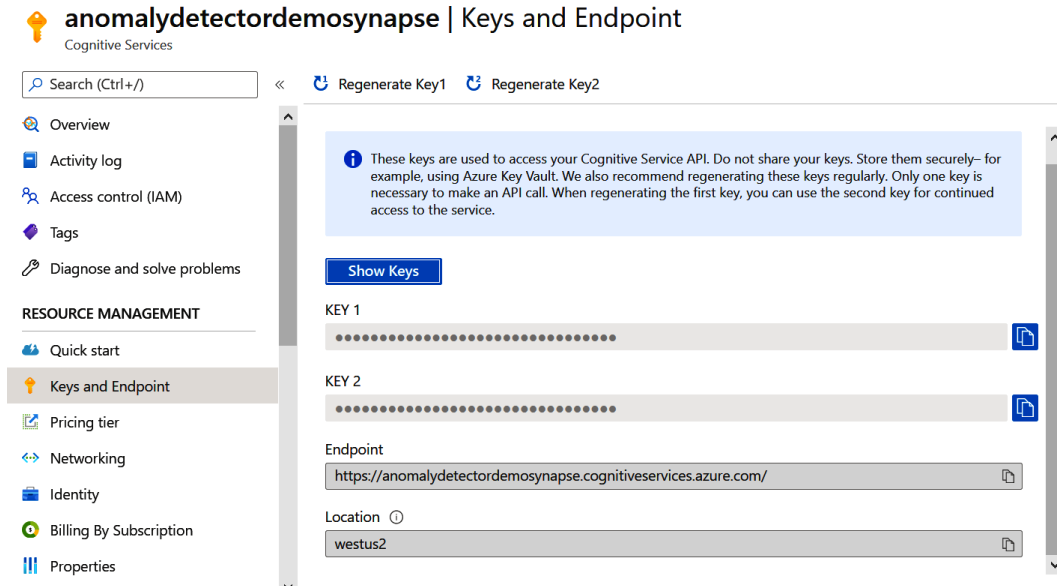 anomalydetectordemosynapse | Keys and Endpoint
Cognitive Services
Search (Ctrl+/)
«
Regenerate Key1
Regenerate Key2
Overview
Activity log
Access control (IAM)
Tags
Diagnose and solve problems
RESOURCE MANAGEMENT
Quick start
Keys and Endpoint
Pricing tier
Networking
Identity
Billing By Subscription
Properties
These keys are used to access your Cognitive Service API. Do not share your keys. Store them securely– for
example, using Azure Key Vault. We also recommend regenerating these keys regularly. Only one key is
necessary to make an API call. When regenerating the first key, you can use the second key for continued
access to the service.
Show Keys
KEY 1
••••••••••••••••••••••••••••••••
KEY 2
••••••••••••••••••••••••••••••••
Endpoint
https://anomalydetectordemosynapse.cognitiveservices.azure.com/
Location
westus2